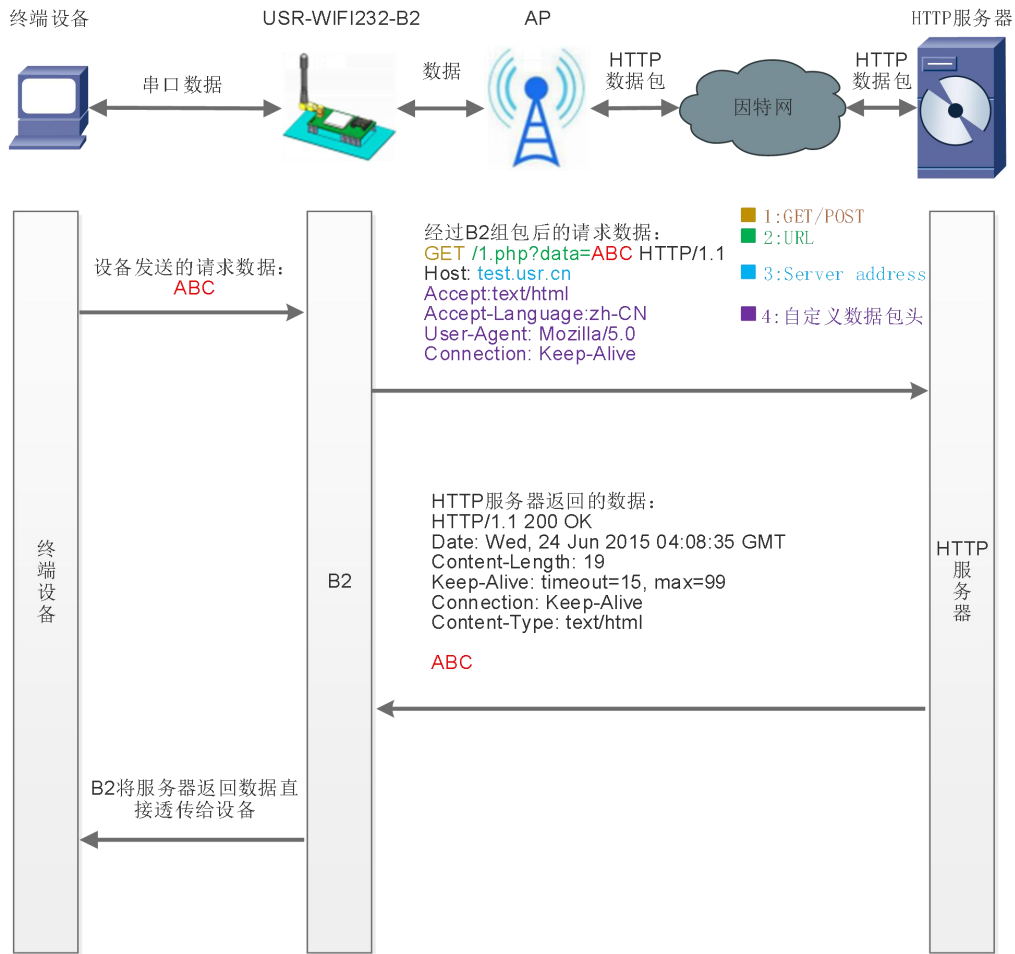 终端设备
USR-WIFI232-B2
AP
HTTP服务器
串口数据
数据
HTTP
数据包
因特网
HTTP
数据包
设备发送的请求数据：
ABC
经过B2组包后的请求数据：
GET /1.php?data=ABC HTTP/1.1
Host: test.usr.cn
Accept:text/html
Accept-Language:zh-CN
User-Agent: Mozilla/5.0
Connection: Keep-Alive
1:GET/POST
2:URL
3:Server address
4:自定义数据包头
HTTP服务器返回的数据：
HTTP/1.1 200 OK
Date: Wed, 24 Jun 2015 04:08:35 GMT
Content-Length: 19
Keep-Alive: timeout=15, max=99
Connection: Keep-Alive
Content-Type: text/html
ABC
终
端
设
备
B2
HTTP
服
务
器
B2将服务器返回数据直
接透传给设备